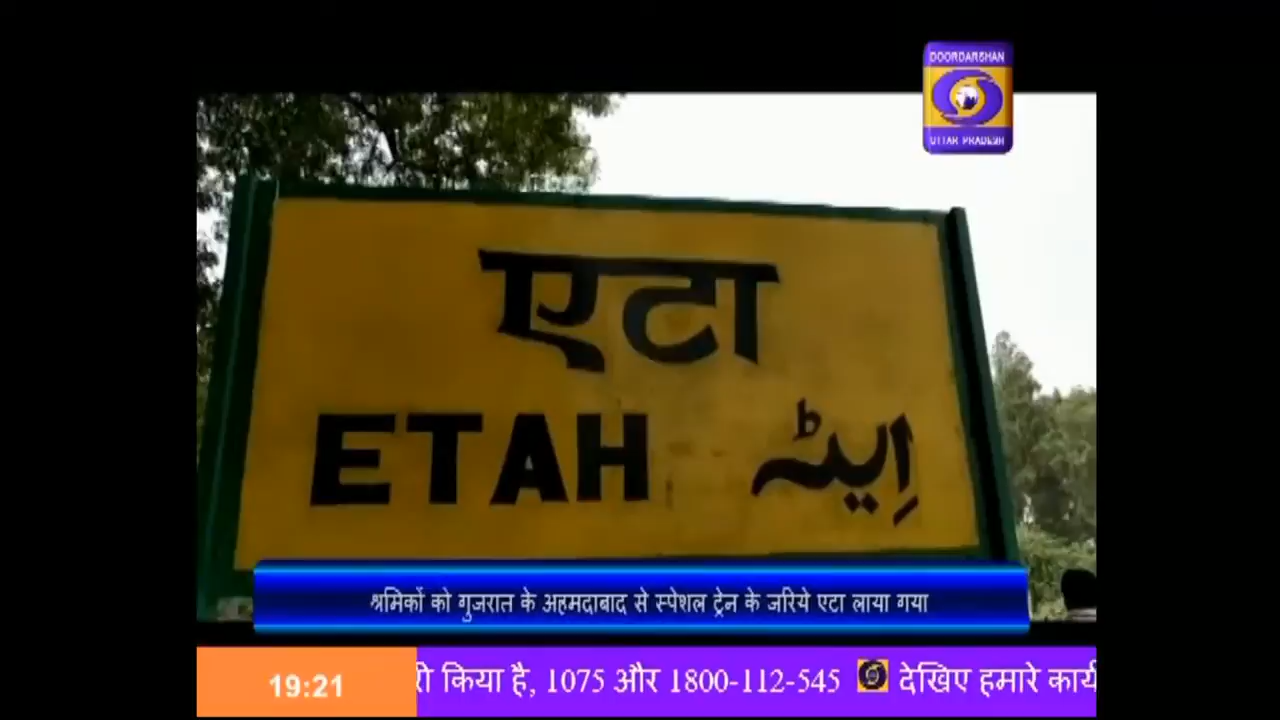 DOORDARSHAN
UTTAR PRADESH
एटा
ETAH اِیٹہ
श्रमिकों को गुजरात के अहमदाबाद से स्पेशल ट्रेन के जरिये एटा लाया गया
19:21 किया है, 1075 और 1800-112-545 देखिए हमारे